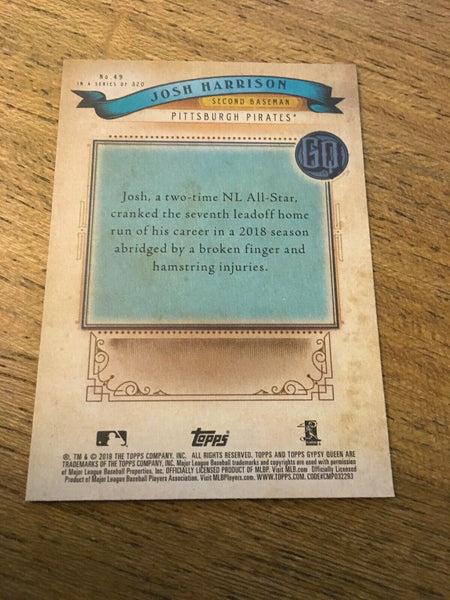 No. 49
IN A SERIES OF 320
JOSH HARRISON
SECOND BASEMAN
PITTSBURGH PIRATES®
GQ
Josh, a two-time NL All-Star,
cranked the seventh leadoff home
run of his career in a 2018 season
abridged by a broken finger and
hamstring injuries.
Topps
®, TM & © 2019 THE TOPPS COMPANY, INC. ALL RIGHTS RESERVED. TOPPS AND TOPPS GYPSY QUEEN ARE
TRADEMARKS OF THE TOPPS COMPANY, INC. Major League Baseball trademarks and copyrights are used with permission
of Major League Baseball Properties, Inc. OFFICIALLY LICENSED PRODUCT OF MLBP. Visit MLB.com Officially Licensed
Product of Major League Baseball Players Association. Visit MLBPlayers.com. WWW.TOPPS.COM. CODE#CMP032293